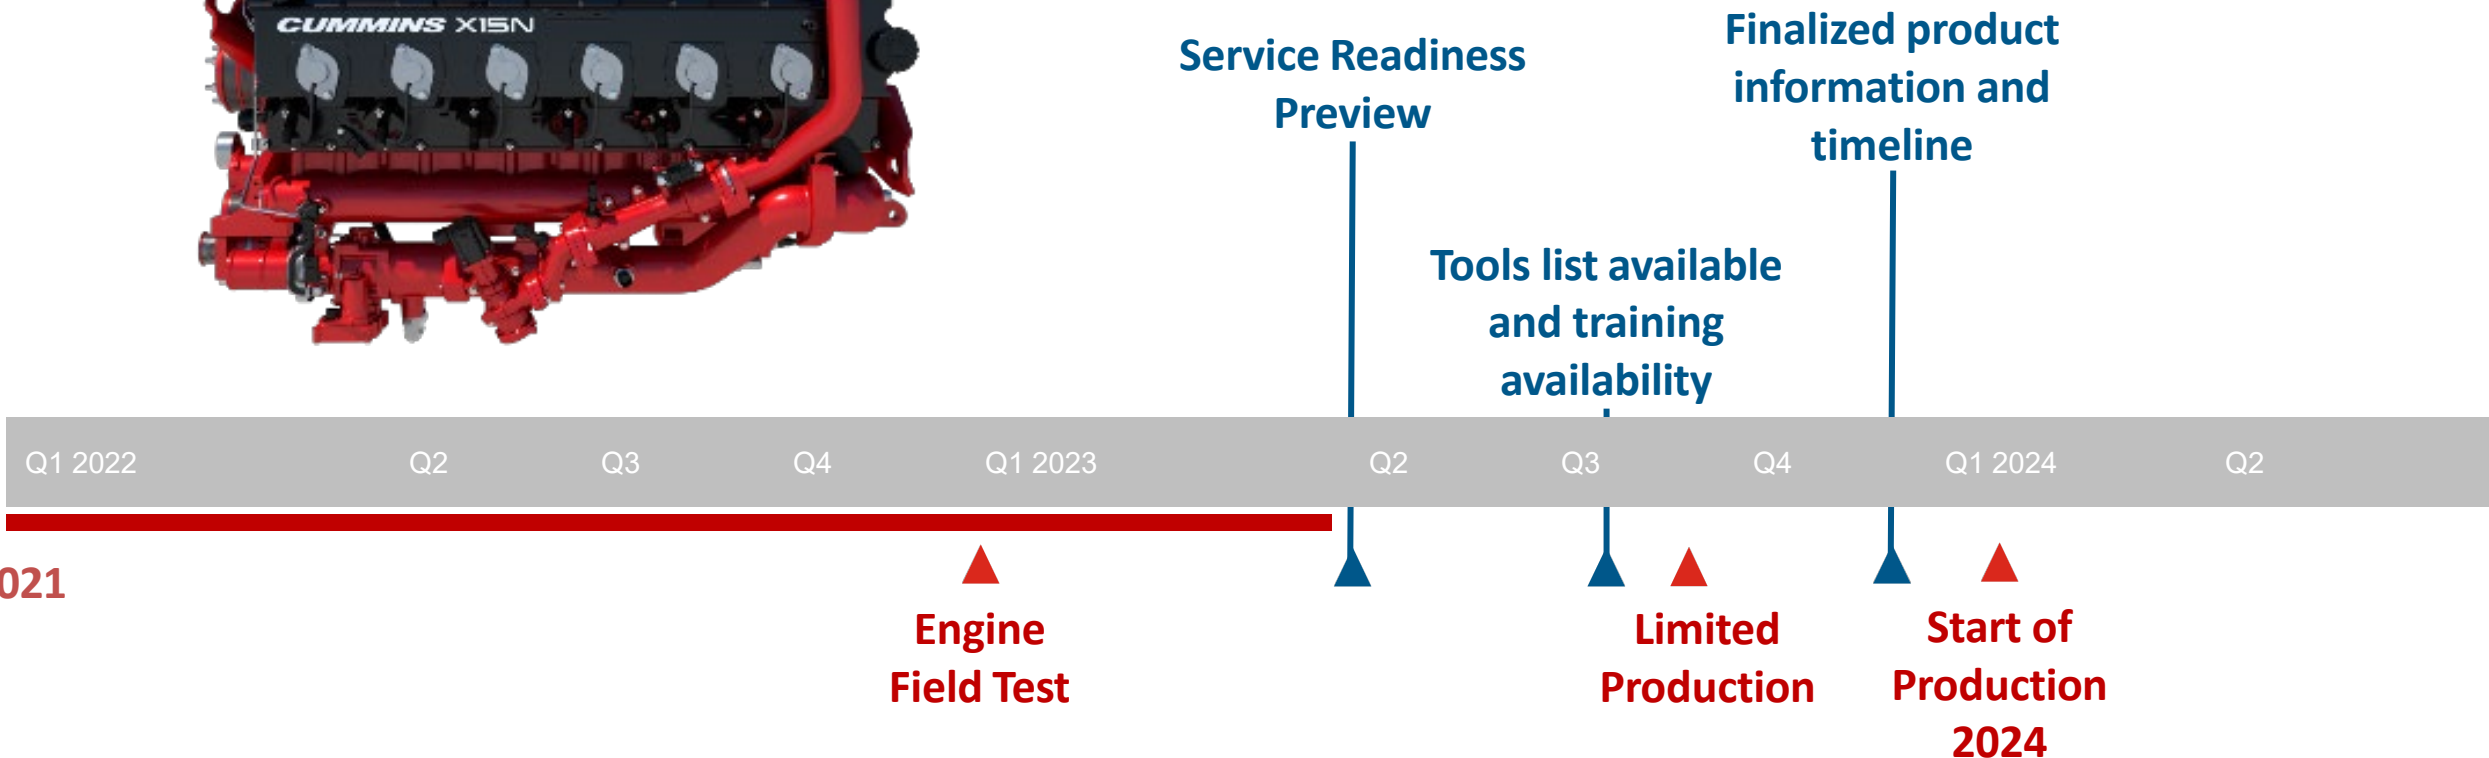 CUMMINS X15N
Service Readiness
Preview
Finalized product
information and
timeline
Tools list available
and training
availability
Q1 2022
Q2
Q3
Q4
Q1 2023
Q2
Q3
Q4
Q1 2024
Q2
021
Engine
Field Test
Limited
Production
Start of
Production
2024